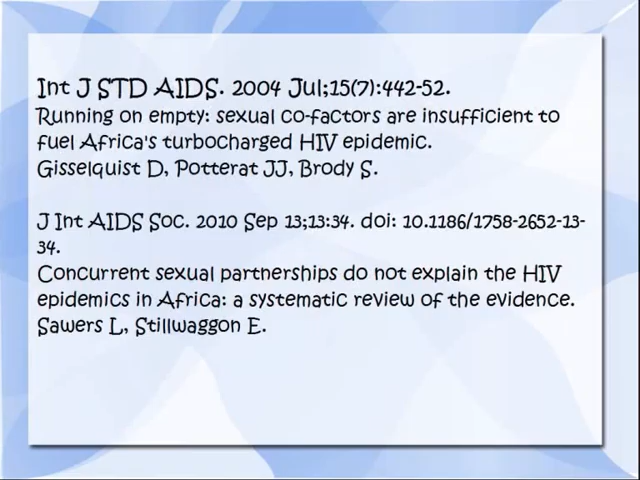 Int J STD AIDS. 2004 Jul;15(7):442-52.
Running on empty: sexual co-factors are insufficient to
fuel Africa's turbocharged HIV epidemic.
Gisselquist D, Potterat JJ, Brody S.
J Int AIDS Soc. 2010 Sep 13;13:34. doi: 10.1186/1758-2652-13-
34.
Concurrent sexual partnerships do not explain the HIV
epidemics in Africa: a systematic review of the evidence.
Sawers L, Stillwaggon E.